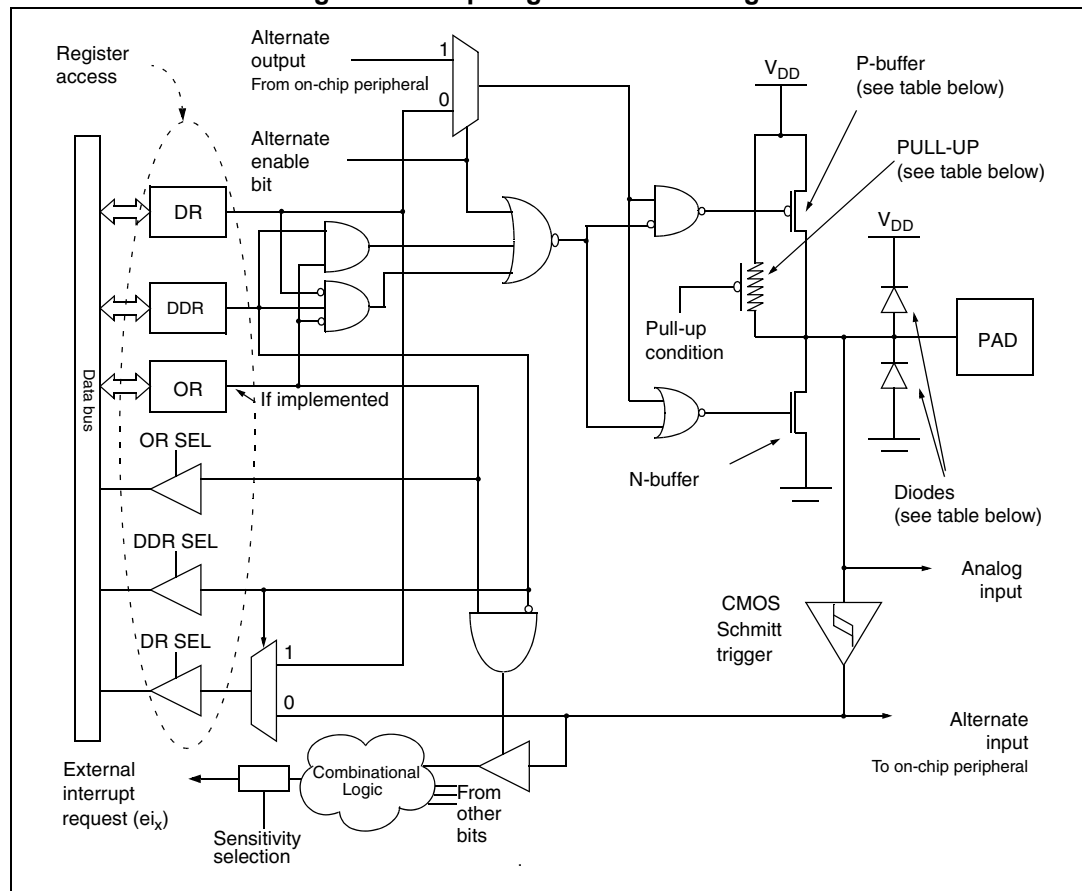 Register
access
Alternate
output
From on-chip peripheral
1
0
Alternate
enable
bit
VDD
P-buffer
(see table below)
PULL-UP
(see table below)
VDD
DR
DDR
OR
If implemented
Data bus
Pull-up
condition
PAD
OR SEL
DDR SEL
DR SEL
1
0
N-buffer
Diodes
(see table below)
Analog
input
CMOS
Schmitt
trigger
Alternate
input
To on-chip peripheral
External
interrupt
request (eix)
Combinational
Logic
From
other
bits
Sensitivity
selection